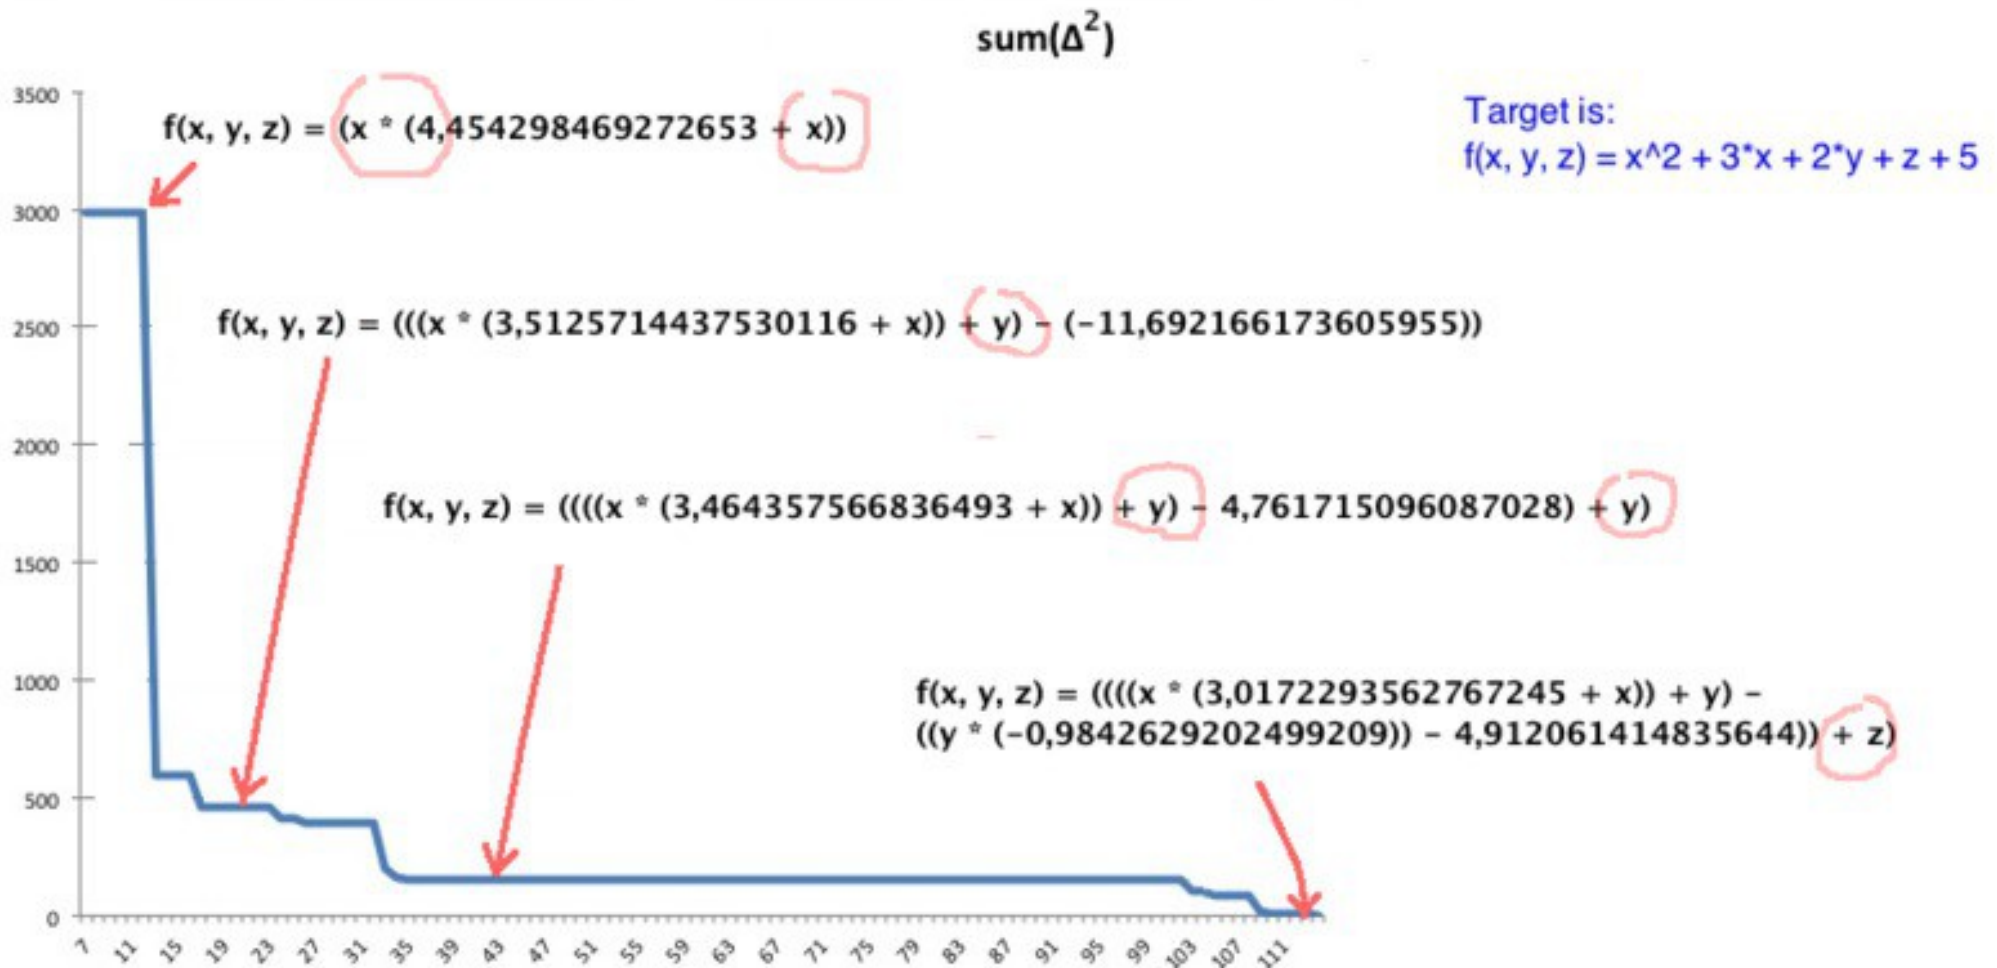 sum(Δ²)
3500
f(x, y, z) = (x * (4,454298469272653 + x))
Target is:
f(x, y, z) = x^2 + 3*x + 2*y + z + 5
3000
2500
f(x, y, z) = (((x * (3,5125714437530116 + x)) + y) - (-11,692166173605955))
2000
f(x, y, z) = ((((x * (3,464357566836493 + x)) + y) - 4,761715096087028) + y)
1500
1000
f(x, y, z) = ((((x * (3,0172293562767245 + x)) + y) -
((y * (-0,9842629202499209)) - 4,912061414835644)) + z)
500
0
7 11 15 19 23 27 31 35 39 43 47 51 55 59 63 67 71 75 79 83 87 91 95 99 103 107 111